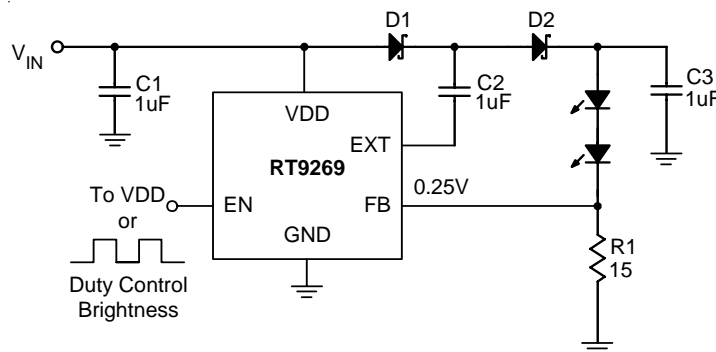 D1
D2
V_IN
C1
1uF
C2
1uF
C3
1uF
VDD
EXT
RT9269
0.25V
To VDD
or
EN
FB
GND
R1
15
Duty Control
Brightness